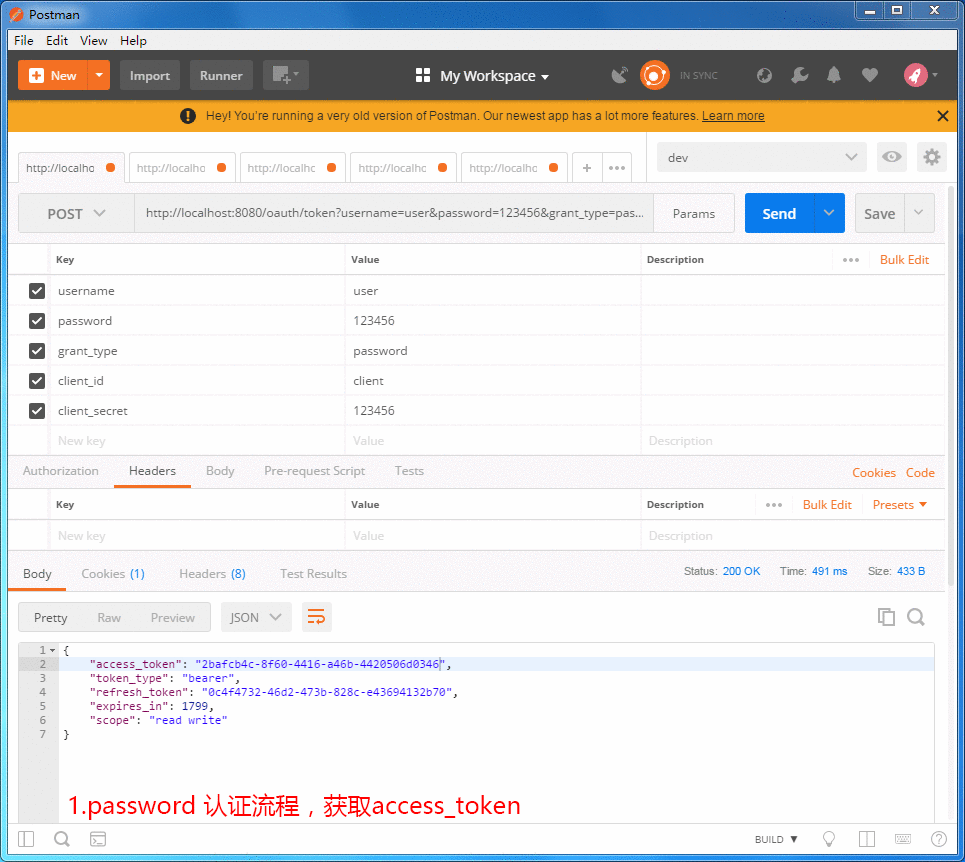 Postman
File Edit View Help
New Import Runner My Workspace IN SYNC
Hey! You're running a very old version of Postman. Our newest app has a lot more features. Learn more
http://localho http://localhc http://localhc http://localhc http://localhc + ••• dev
POST http://localhost:8080/oauth/token?username=user&password=123456&grant_type=pas... Params Send Save
Key Value Description ••• Bulk Edit
username user
password 123456
grant_type password
client_id client
client_secret 123456
New key Value Description
Authorization Headers Body Pre-request Script Tests Cookies Code
Key Value Description ••• Bulk Edit Presets
New key Value Description
Body Cookies (1) Headers (8) Test Results Status: 200 OK Time: 491 ms Size: 433 B
Pretty Raw Preview JSON
1 {
2 "access_token": "2bafcb4c-8f60-4416-a46b-4420506d0346",
3 "token_type": "bearer",
4 "refresh_token": "0c4f4732-46d2-473b-828c-e43694132b70",
5 "expires_in": 1799,
6 "scope": "read write"
7 }
1.password 认证流程，获取access_token
BUILD ▼